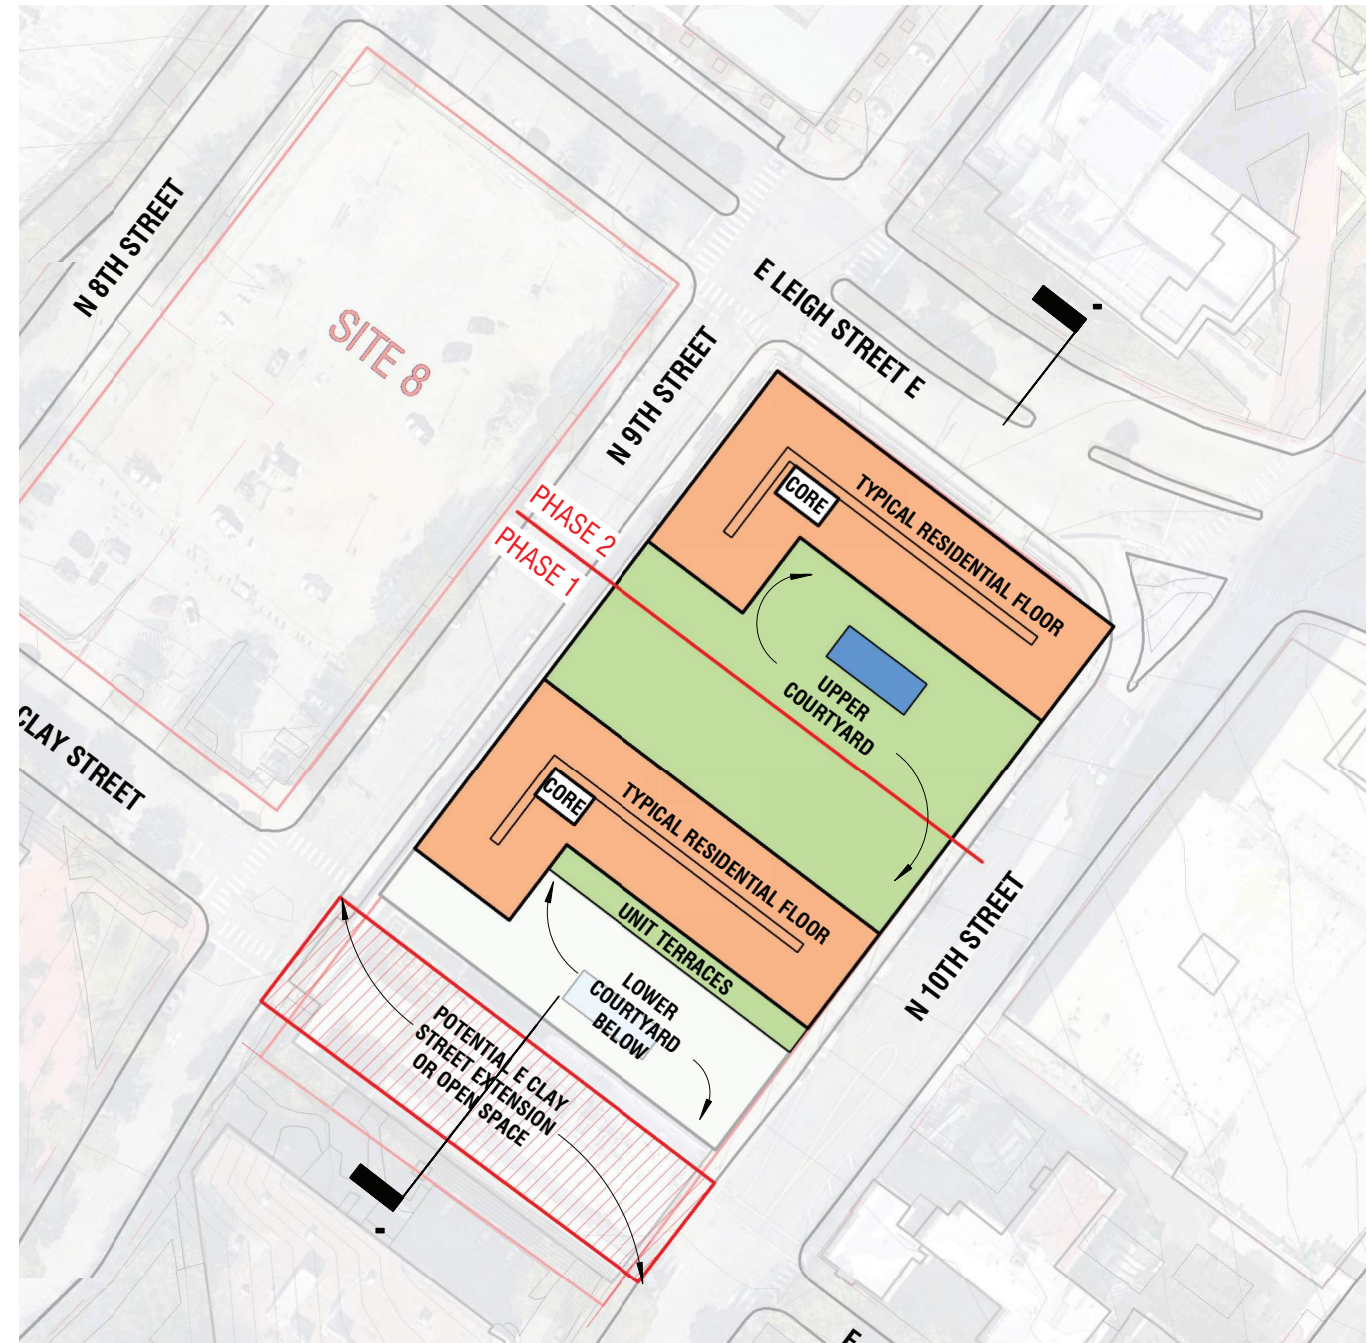 N 8TH STREET
SITE 8
E LEIGH STREET E
N 9TH STREET
PHASE 2
PHASE 1
CORE
TYPICAL RESIDENTIAL FLOOR
UPPER
COURTYARD
CLAY STREET
CORE
TYPICAL RESIDENTIAL FLOOR
UNIT TERRACES
N 10TH STREET
LOWER
COURTYARD
BELOW
POTENTIAL E CLAY
STREET EXTENSION
OR OPEN SPACE
E